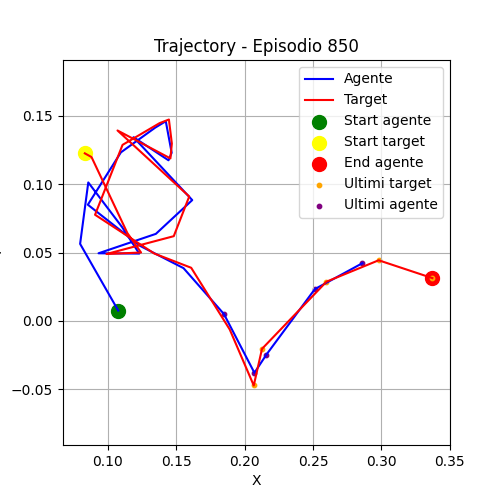 Trajectory - Episodio 850
Agente
Target
Start agente
Start target
End agente
Ultimi target
Ultimi agente
0.15
0.10
0.05
0.00
−0.05
0.10
0.15
0.20
0.25
0.30
0.35
X